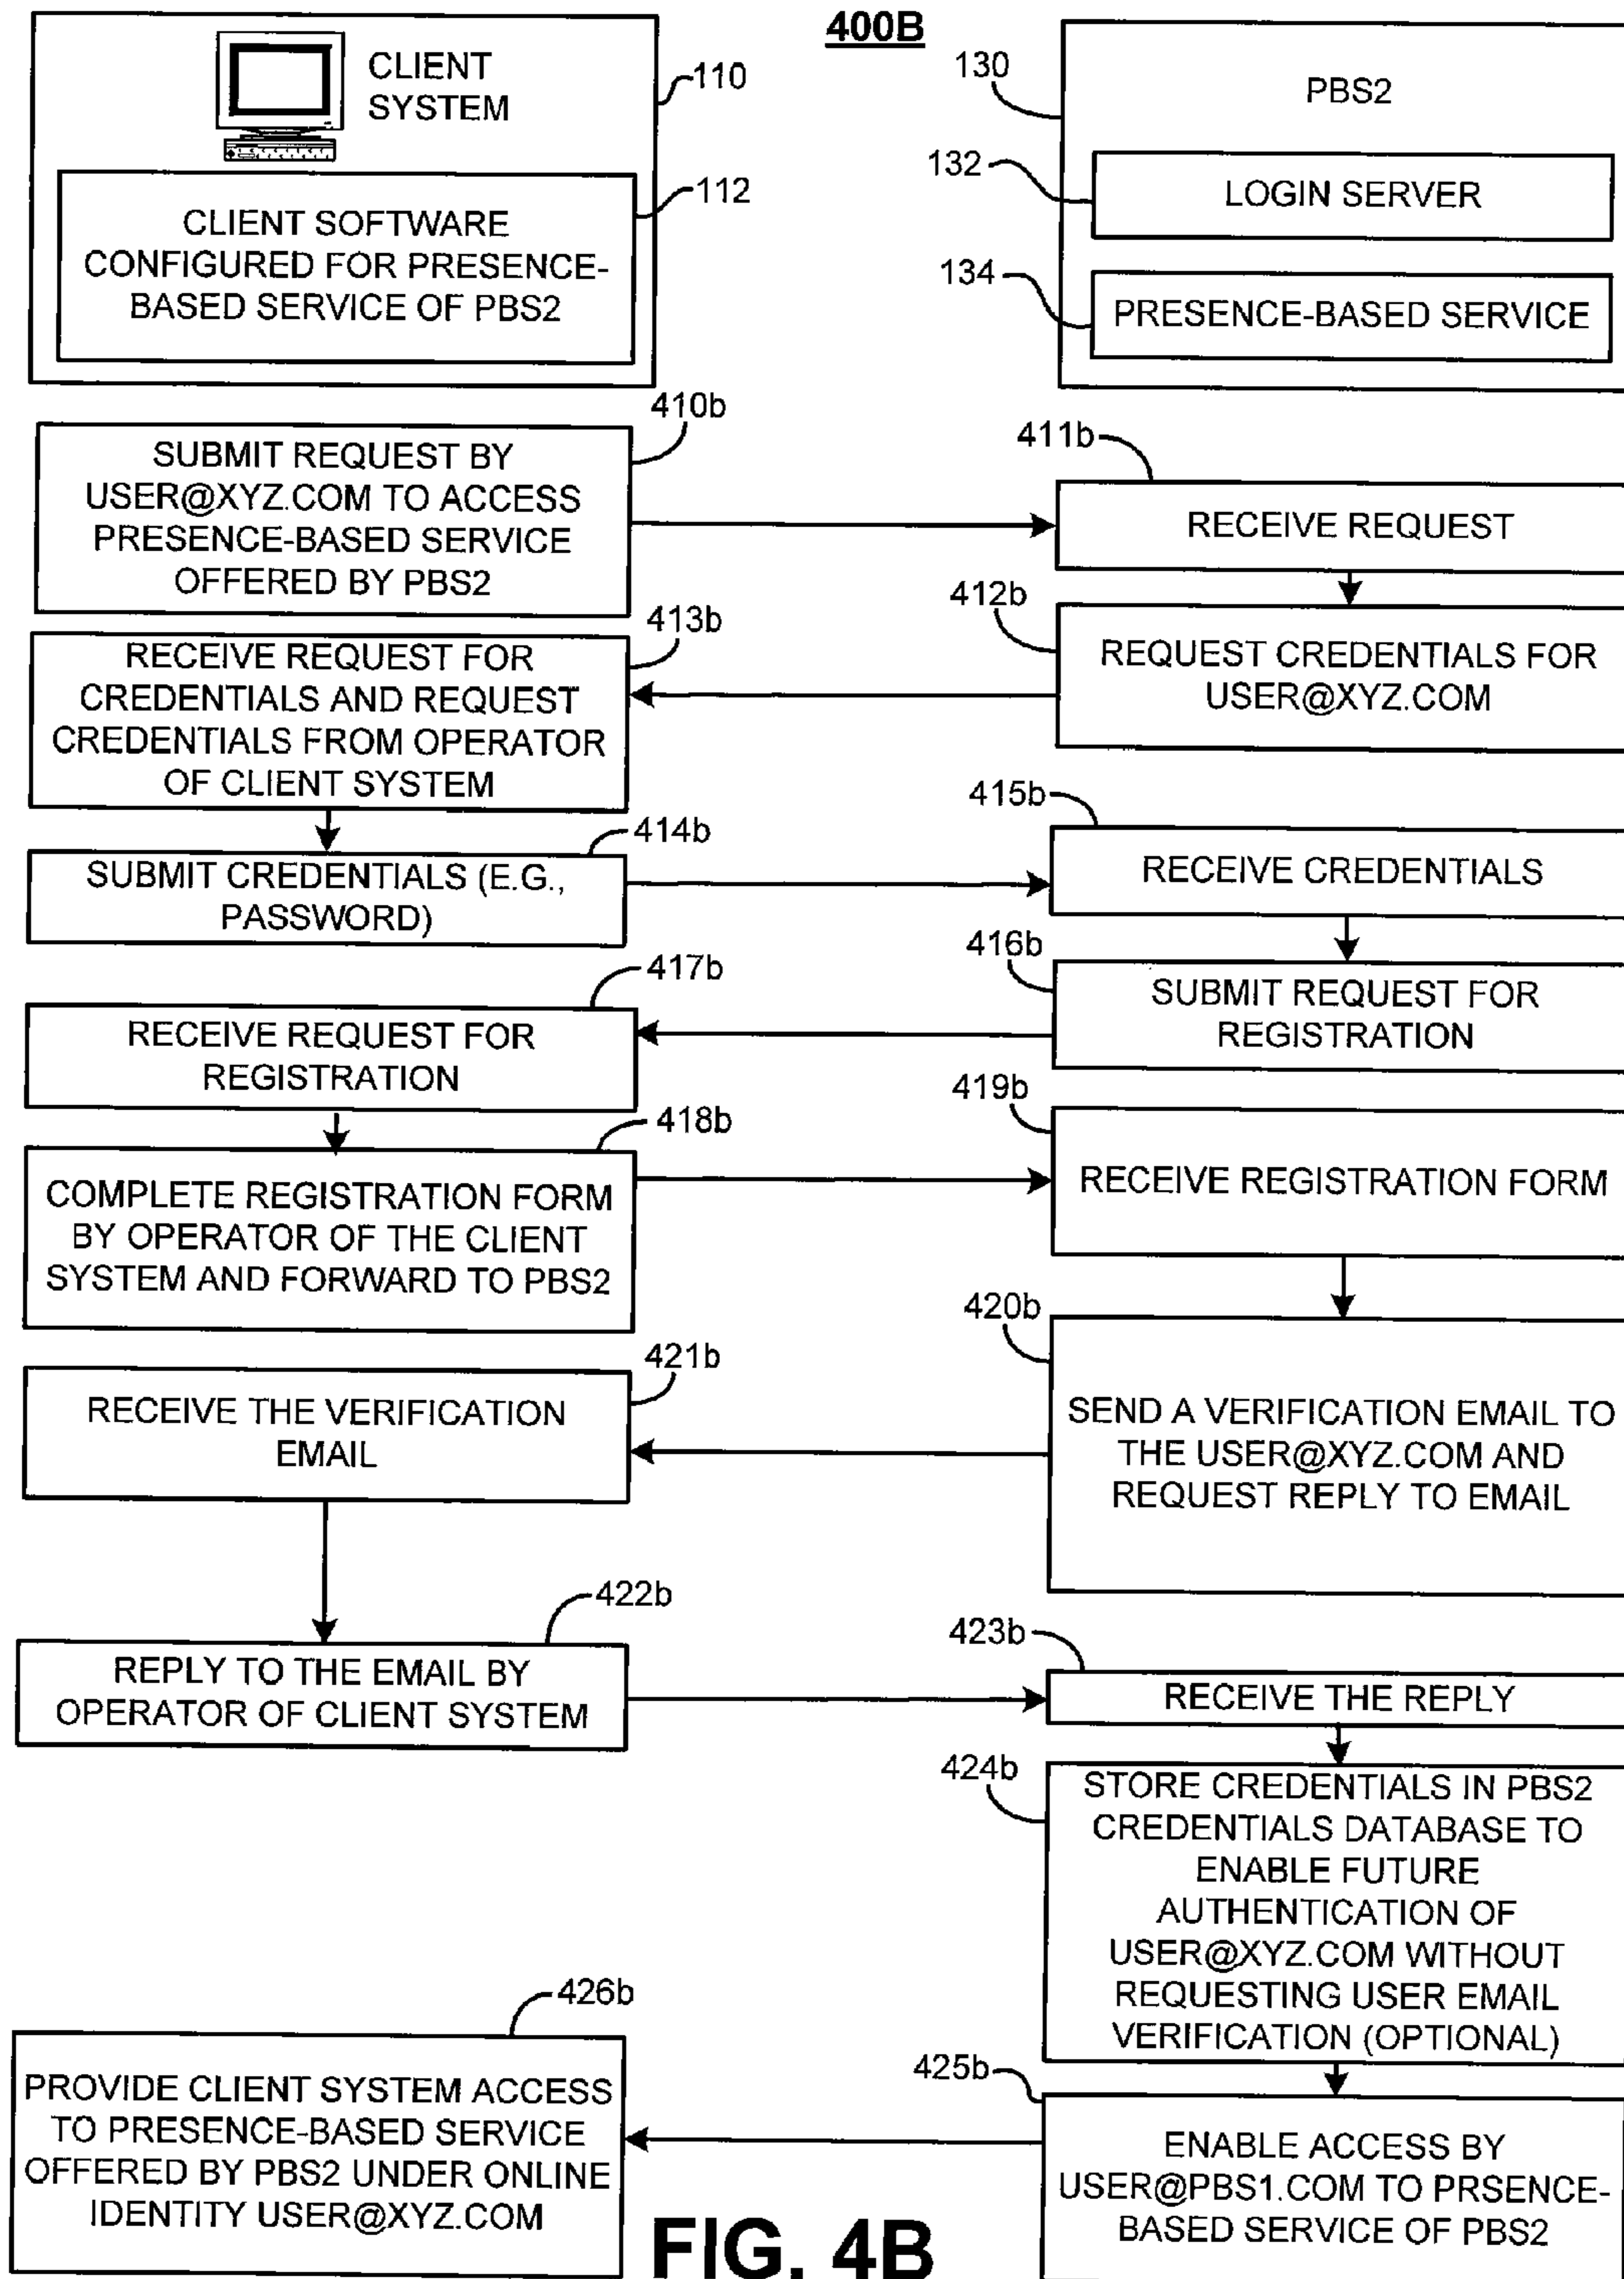 400B
CLIENT
SYSTEM
110
CLIENT SOFTWARE
CONFIGURED FOR PRESENCE-
BASED SERVICE OF PBS2
112
130
PBS2
132
LOGIN SERVER
134
PRESENCE-BASED SERVICE
410b
SUBMIT REQUEST BY
USER@XYZ.COM TO ACCESS
PRESENCE-BASED SERVICE
OFFERED BY PBS2
411b
RECEIVE REQUEST
412b
REQUEST CREDENTIALS FOR
USER@XYZ.COM
413b
RECEIVE REQUEST FOR
CREDENTIALS AND REQUEST
CREDENTIALS FROM OPERATOR
OF CLIENT SYSTEM
414b
SUBMIT CREDENTIALS (E.G.,
PASSWORD)
415b
RECEIVE CREDENTIALS
416b
SUBMIT REQUEST FOR
REGISTRATION
417b
RECEIVE REQUEST FOR
REGISTRATION
418b
COMPLETE REGISTRATION FORM
BY OPERATOR OF THE CLIENT
SYSTEM AND FORWARD TO PBS2
419b
RECEIVE REGISTRATION FORM
420b
SEND A VERIFICATION EMAIL TO
THE USER@XYZ.COM AND
REQUEST REPLY TO EMAIL
421b
RECEIVE THE VERIFICATION
EMAIL
422b
REPLY TO THE EMAIL BY
OPERATOR OF CLIENT SYSTEM
423b
RECEIVE THE REPLY
424b
STORE CREDENTIALS IN PBS2
CREDENTIALS DATABASE TO
ENABLE FUTURE
AUTHENTICATION OF
USER@XYZ.COM WITHOUT
REQUESTING USER EMAIL
VERIFICATION (OPTIONAL)
425b
ENABLE ACCESS BY
USER@PBS1.COM TO PRSENCE-
BASED SERVICE OF PBS2
426b
PROVIDE CLIENT SYSTEM ACCESS
TO PRESENCE-BASED SERVICE
OFFERED BY PBS2 UNDER ONLINE
IDENTITY USER@XYZ.COM
FIG. 4B